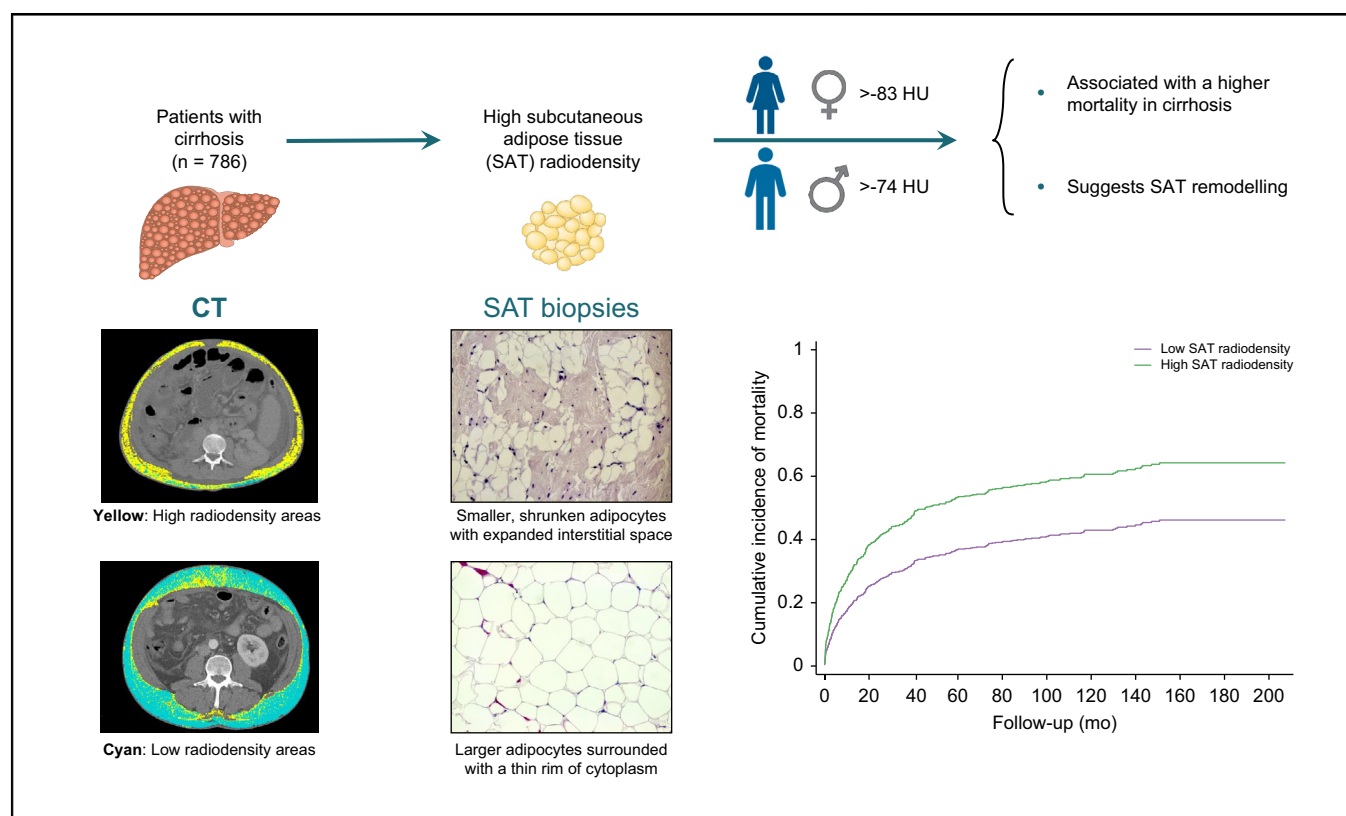 Patients with
cirrhosis
(n = 786)
High subcutaneous
adipose tissue
(SAT) radiodensity
>-83 HU
>-74 HU
• Associated with a higher
mortality in cirrhosis
• Suggests SAT remodelling
CT
SAT biopsies
Yellow: High radiodensity areas
Smaller, shrunken adipocytes
with expanded interstitial space
Cyan: Low radiodensity areas
Larger adipocytes surrounded
with a thin rim of cytoplasm
Low SAT radiodensity
High SAT radiodensity
Cumulative incidence of mortality
1
0.8
0.6
0.4
0.2
0
0 20 40 60 80 100 120 140 160 180 200
Follow-up (mo)